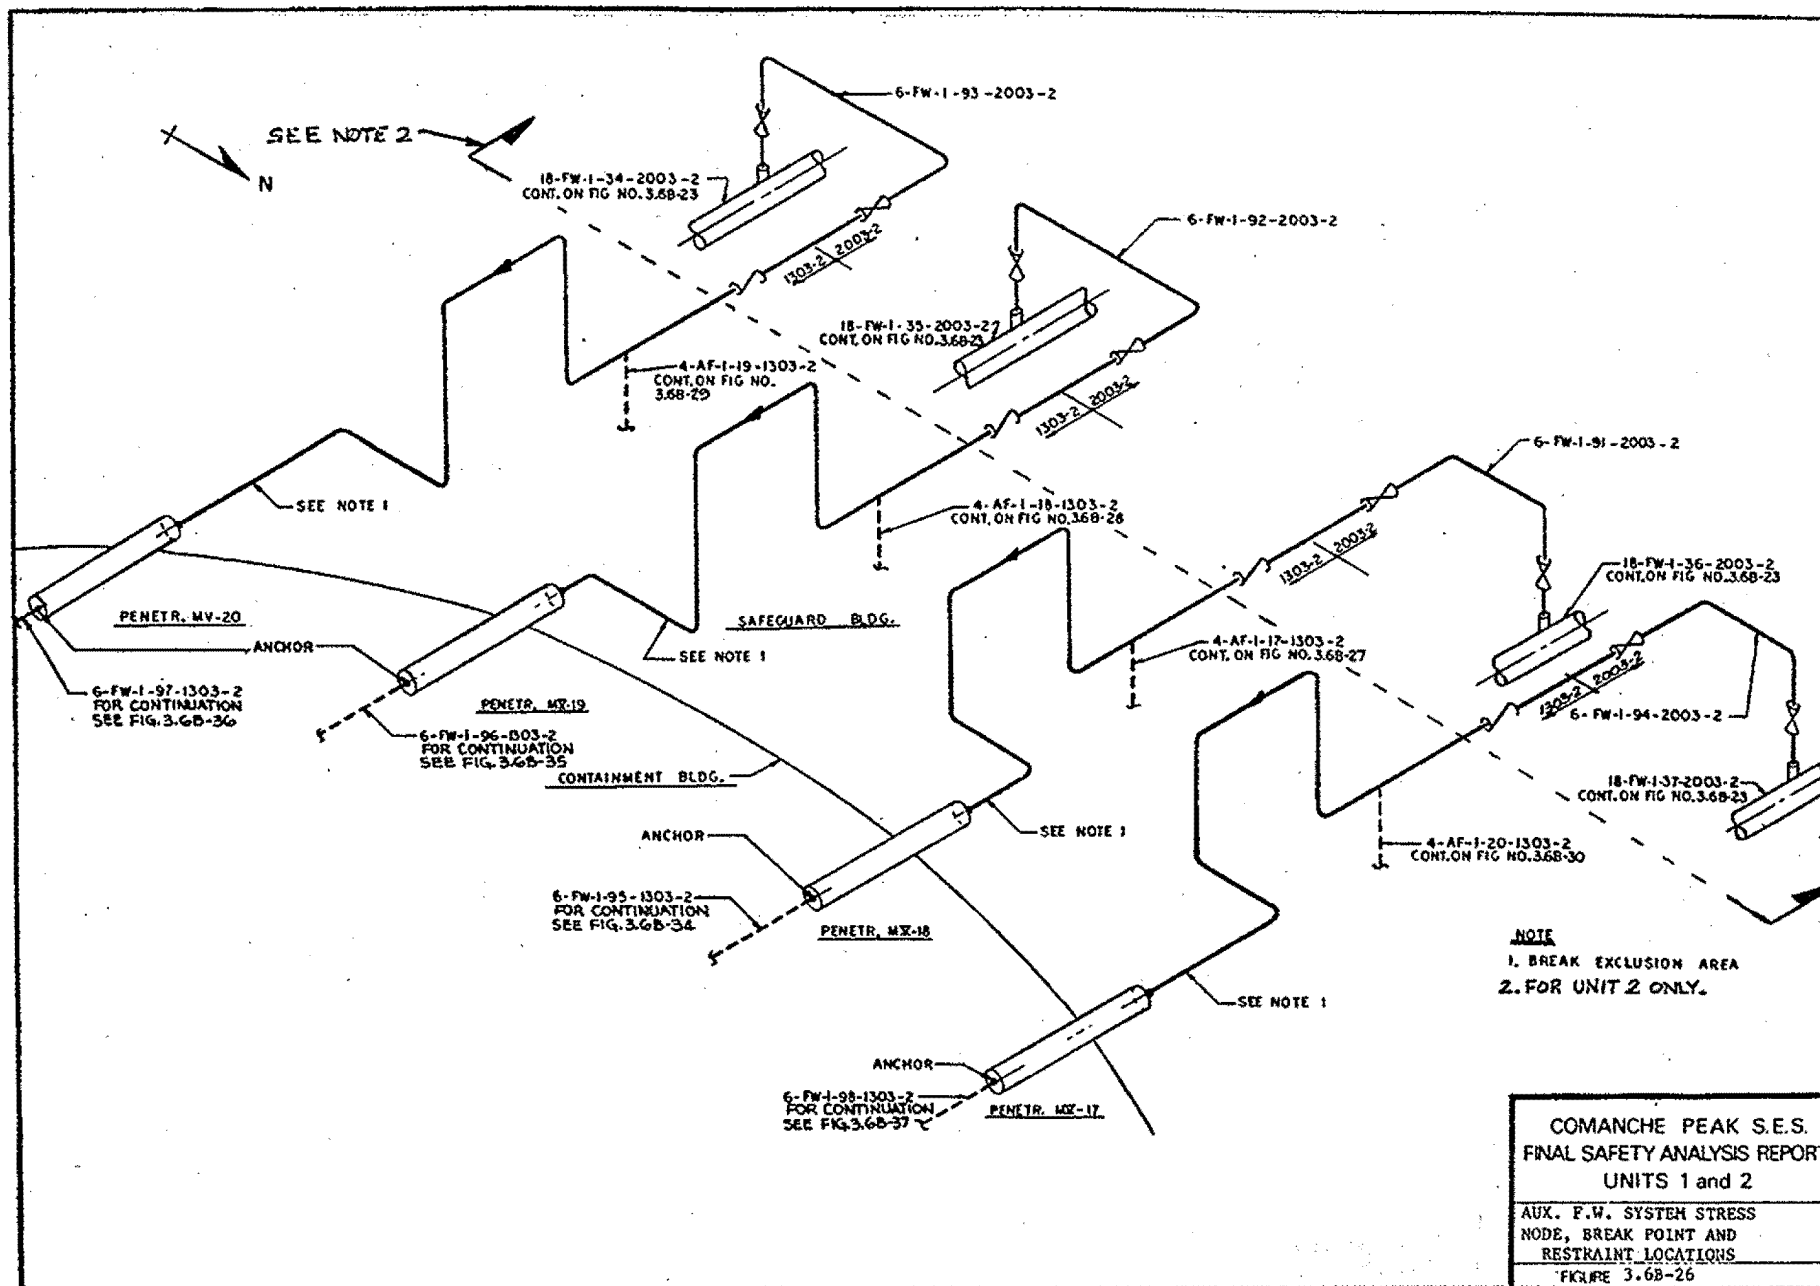 6-FW-1-93-2003-2
SEE NOTE 2
N
18-FW-1-34-2003-2
CONT. ON FIG NO. 3.6B-23
6-FW-1-92-2003-2
1303-2 2003-2
18-FW-1-35-2003-2
CONT. ON FIG NO. 3.6B-23
4-AF-1-19-1303-2
CONT. ON FIG NO.
3.6B-29
1303-2 2003-2
6-FW-1-91-2003-2
SEE NOTE 1
4-AF-1-18-1303-2
CONT. ON FIG NO. 3.6B-28
1303-2 2003-2
18-FW-1-36-2003-2
CONT. ON FIG NO. 3.6B-23
PENETR. MV-20
SAFEGUARD BLDG.
ANCHOR
SEE NOTE 1
4-AF-1-17-1303-2
CONT. ON FIG NO. 3.6B-27
1303-2 2003-2
6-FW-1-94-2003-2
6-FW-1-97-1303-2
FOR CONTINUATION
SEE FIG. 3.6B-36
PENETR. MV-19
6-FW-1-96-1303-2
FOR CONTINUATION
SEE FIG. 3.6B-35
CONTAINMENT BLDG.
18-FW-1-37-2003-2
CONT. ON FIG NO. 3.6B-23
ANCHOR
SEE NOTE 1
4-AF-1-20-1303-2
CONT. ON FIG NO. 3.6B-30
6-FW-1-95-1303-2
FOR CONTINUATION
SEE FIG. 3.6B-34
PENETR. MV-18
NOTE
1. BREAK EXCLUSION AREA
2. FOR UNIT 2 ONLY.
SEE NOTE 1
ANCHOR
6-FW-1-98-1303-2
FOR CONTINUATION
SEE FIG. 3.6B-37
PENETR. MV-17
COMANCHE PEAK S.E.S.
FINAL SAFETY ANALYSIS REPORT
UNITS 1 and 2
AUX. F.W. SYSTEM STRESS
NODE, BREAK POINT AND
RESTRAINT LOCATIONS
FIGURE 3.6B-26